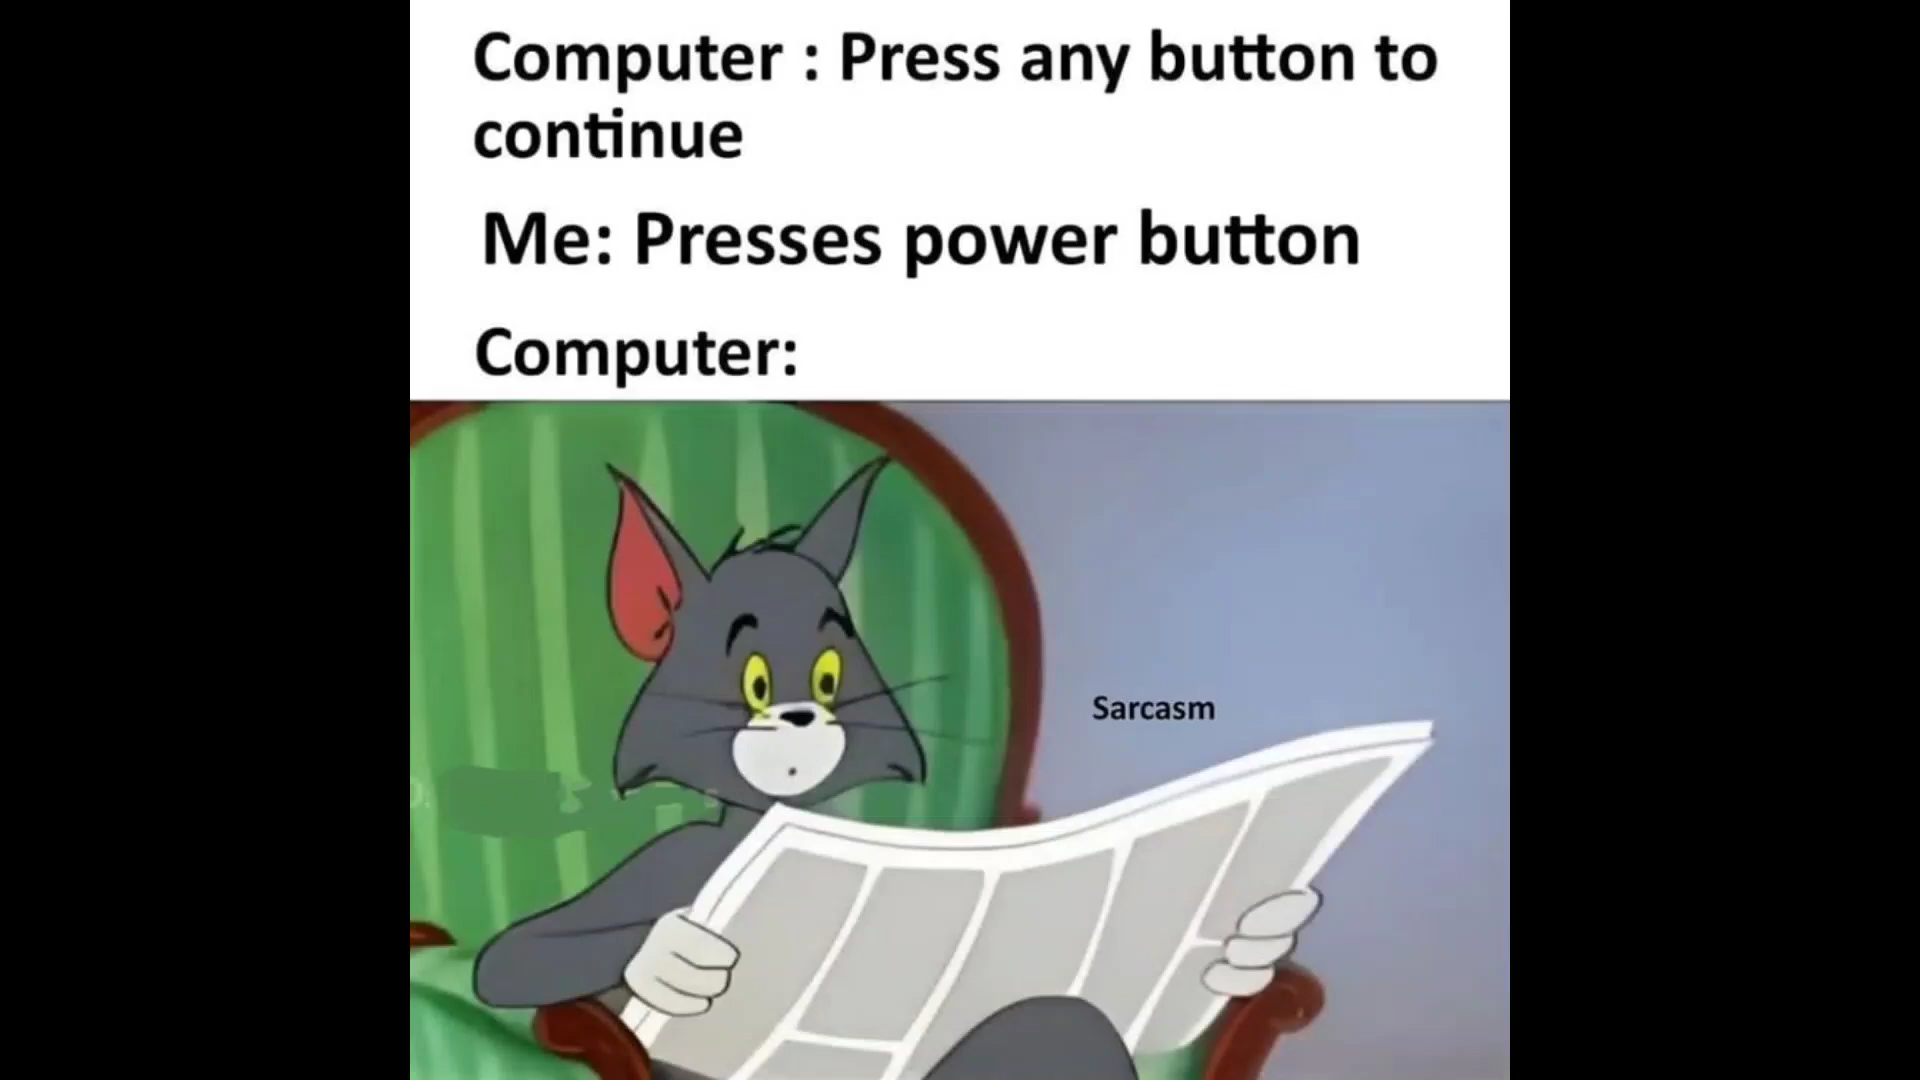 Computer : Press any button to
continue
Me: Presses power button
Computer:
Sarcasm